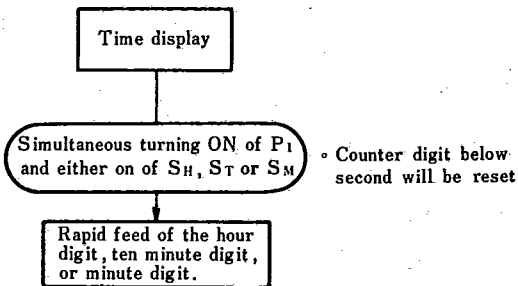 Time display
Simultaneous turning ON of P1
and either on of SH, ST or SM
◦ Counter digit below
second will be reset
Rapid feed of the hour
digit, ten minute digit,
or minute digit.